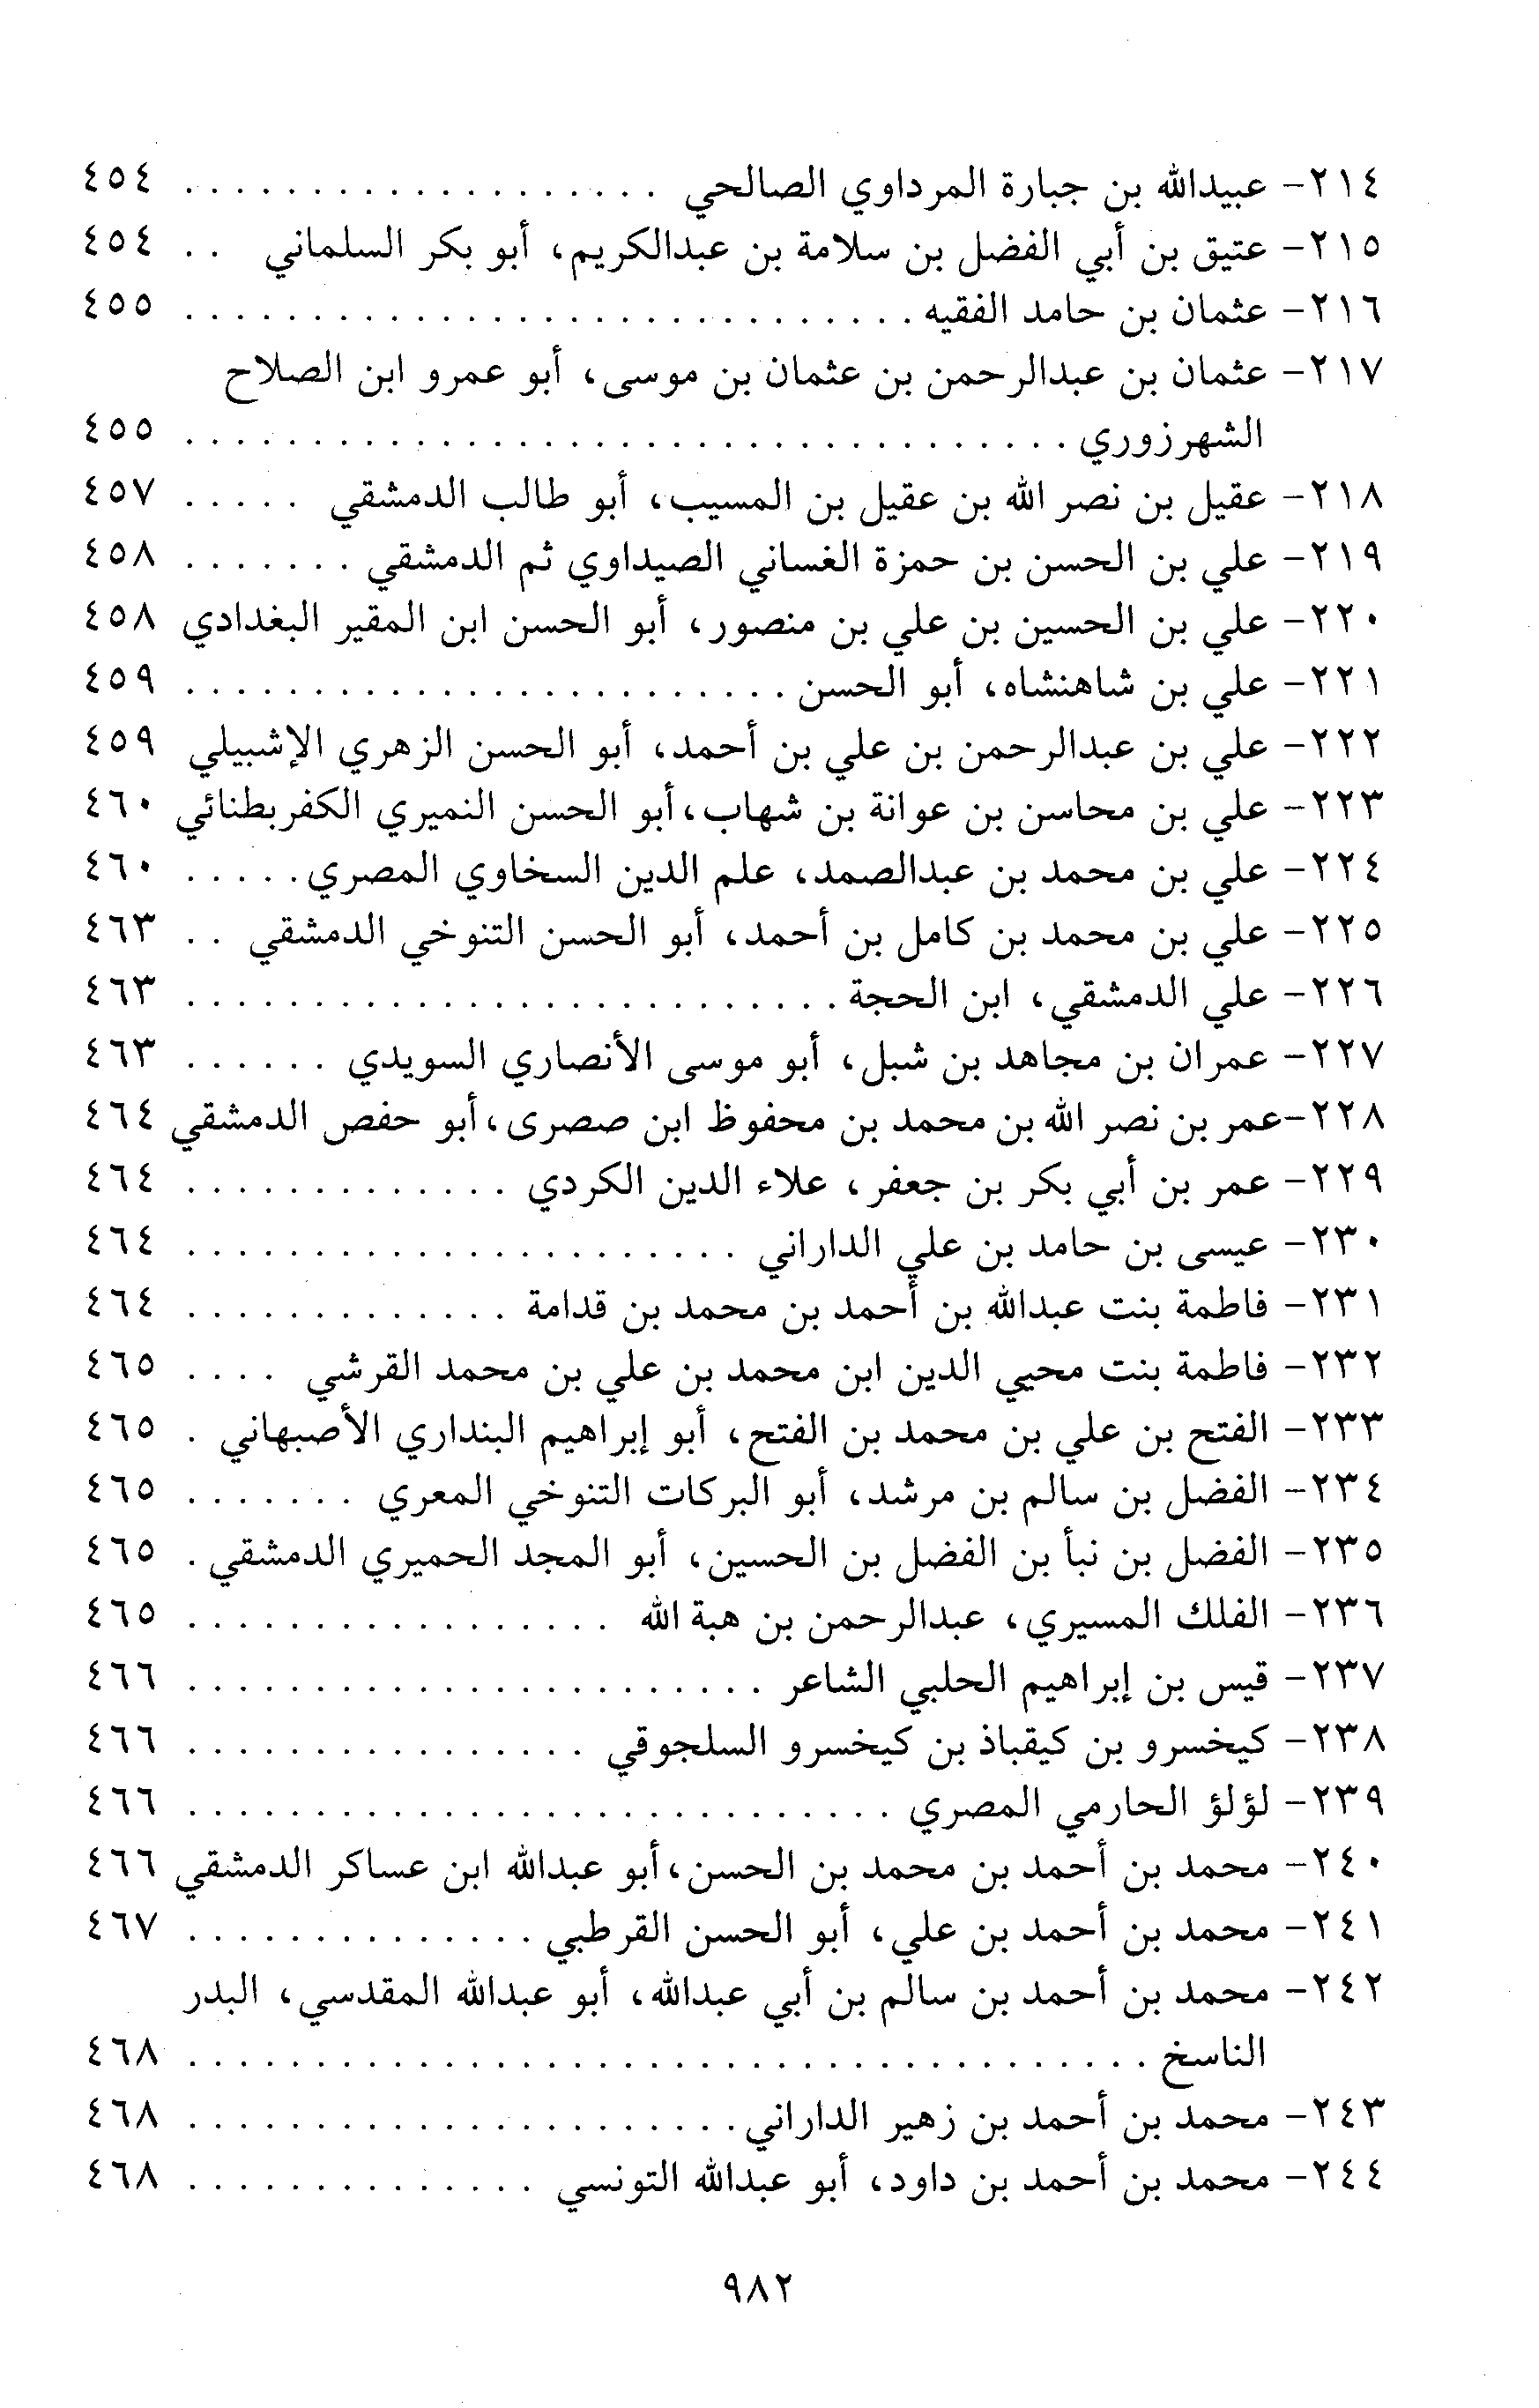 ٢١٤- عبيدالله بن جبارة المرداوي الصالحي . . . . . . . . . . . . . . . . . . . ٤٥٤
٢١٥- عتيق بن أبي الفضل بن سلامة بن عبدالكريم، أبو بكر السلماني . . ٤٥٤
٢١٦- عثمان بن حامد الفقيه . . . . . . . . . . . . . . . . . . . . . . . . . . . . . ٤٥٥
٢١٧- عثمان بن عبدالرحمن بن عثمان بن موسى، أبو عمرو ابن الصلاح
الشهرزوري . . . . . . . . . . . . . . . . . . . . . . . . . . . . . . . . . . . ٤٥٥
٢١٨- عقيل بن نصر الله بن عقيل بن المسيب، أبو طالب الدمشقي . . . . . ٤٥٧
٢١٩- علي بن الحسن بن حمزة الغساني الصيداوي ثم الدمشقي . . . . . . . ٤٥٨
٢٢٠- علي بن الحسين بن علي بن منصور، أبو الحسن ابن المقير البغدادي ٤٥٨
٢٢١- علي بن شاهنشاه، أبو الحسن . . . . . . . . . . . . . . . . . . . . . . . . ٤٥٩
٢٢٢- علي بن عبدالرحمن بن علي بن أحمد، أبو الحسن الزهري الإشبيلي ٤٥٩
٢٢٣- علي بن محاسن بن عوانة بن شهاب، أبو الحسن النميري الكفربطنائي ٤٦٠
٢٢٤- علي بن محمد بن عبدالصمد، علم الدين السخاوي المصري . . . . . ٤٦٠
٢٢٥- علي بن محمد بن كامل بن أحمد، أبو الحسن التنوخي الدمشقي . . ٤٦٣
٢٢٦- علي الدمشقي، ابن الحجة . . . . . . . . . . . . . . . . . . . . . . . . . . ٤٦٣
٢٢٧- عمران بن مجاهد بن شبل، أبو موسى الأنصاري السويدي . . . . . . ٤٦٣
٢٢٨- عمر بن نصر الله بن محمد بن محفوظ ابن صصرى، أبو حفص الدمشقي ٤٦٤
٢٢٩- عمر بن أبي بكر بن جعفر، علاء الدين الكردي . . . . . . . . . . . . . ٤٦٤
٢٣٠- عيسى بن حامد بن علي الداراني . . . . . . . . . . . . . . . . . . . . . . ٤٦٤
٢٣١- فاطمة بنت عبدالله بن أحمد بن محمد بن قدامة . . . . . . . . . . . . . ٤٦٤
٢٣٢- فاطمة بنت محيي الدين ابن محمد بن علي بن محمد القرشي . . . . ٤٦٥
٢٣٣- الفتح بن علي بن محمد بن الفتح، أبو إبراهيم البنداري الأصبهاني . ٤٦٥
٢٣٤- الفضل بن سالم بن مرشد، أبو البركات التنوخي المعري . . . . . . . ٤٦٥
٢٣٥- الفضل بن نبأ بن الفضل بن الحسين، أبو المجد الحميري الدمشقي . ٤٦٥
٢٣٦- الفلك المسيري، عبدالرحمن بن هبة الله . . . . . . . . . . . . . . . . . ٤٦٥
٢٣٧- قيس بن إبراهيم الحلبي الشاعر . . . . . . . . . . . . . . . . . . . . . . . ٤٦٦
٢٣٨- كيخسرو بن كيقباذ بن كيخسرو السلجوقي . . . . . . . . . . . . . . . . ٤٦٦
٢٣٩- لؤلؤ الحارمي المصري . . . . . . . . . . . . . . . . . . . . . . . . . . . . ٤٦٦
٢٤٠- محمد بن أحمد بن محمد بن الحسن، أبو عبدالله ابن عساكر الدمشقي ٤٦٦
٢٤١- محمد بن أحمد بن علي، أبو الحسن القرطبي . . . . . . . . . . . . . . ٤٦٧
٢٤٢- محمد بن أحمد بن سالم بن أبي عبدالله، أبو عبدالله المقدسي، البدر
الناسخ . . . . . . . . . . . . . . . . . . . . . . . . . . . . . . . . . . . . . . ٤٦٨
٢٤٣- محمد بن أحمد بن زهير الداراني . . . . . . . . . . . . . . . . . . . . . . ٤٦٨
٢٤٤- محمد بن أحمد بن داود، أبو عبدالله التونسي . . . . . . . . . . . . . . ٤٦٨
٩٨٢